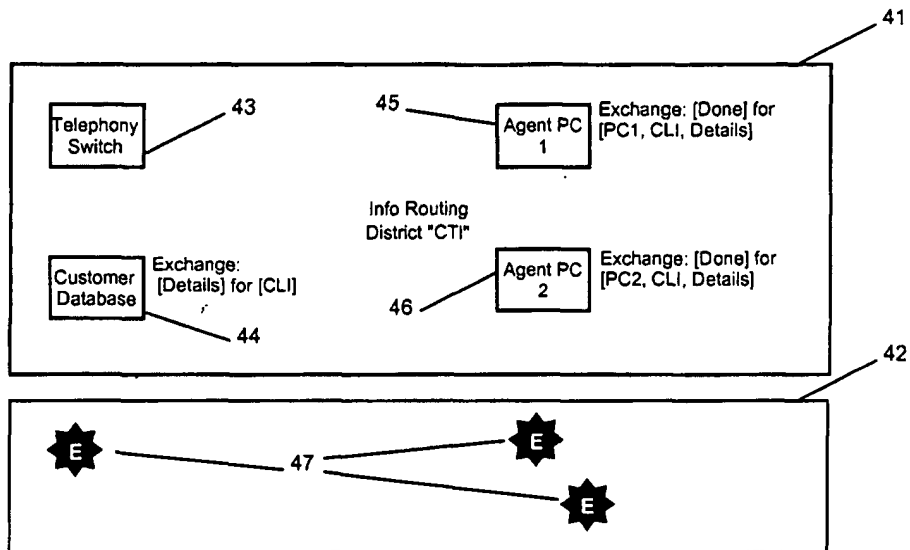 41
Telephony
Switch
43
45
Agent PC
1
Exchange: [Done] for
[PC1, CLI, Details]
Info Routing
District "CTI"
Customer
Database
Exchange:
[Details] for [CLI]
44
46
Agent PC
2
Exchange: [Done] for
[PC2, CLI, Details]
42
E
47
E
E